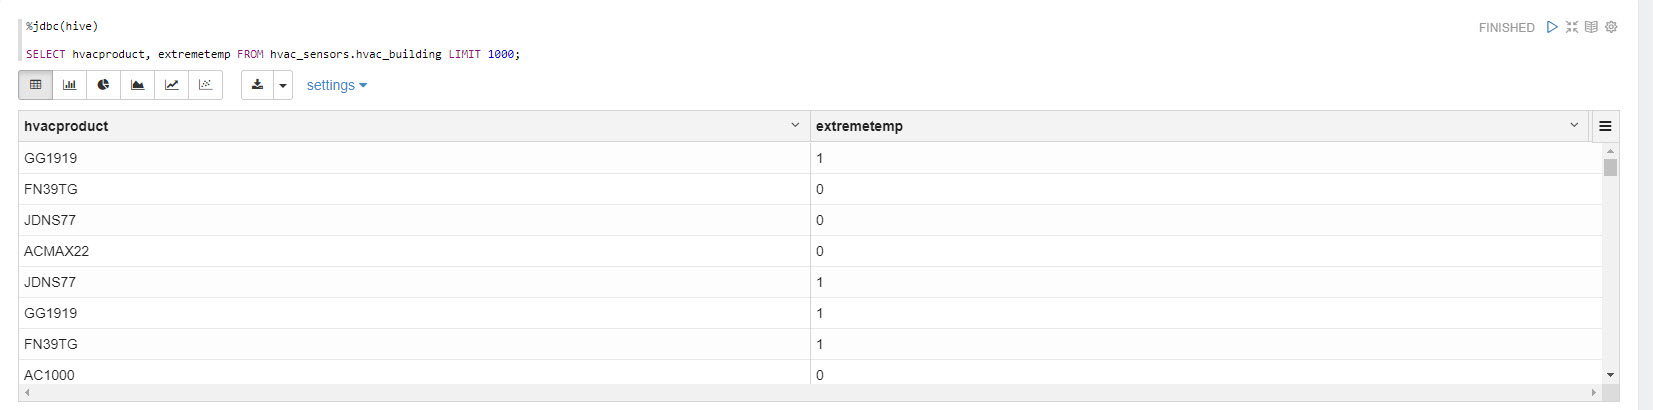 %jdbc(hive)
FINISHED
SELECT hvacproduct, extremetemp FROM hvac_sensors.hvac_building LIMIT 1000;
settings
hvacproduct extremetemp
GG1919 1
FN39TG 0
JDNS77 0
ACMAX22 0
JDNS77 1
GG1919 1
FN39TG 1
AC1000 0